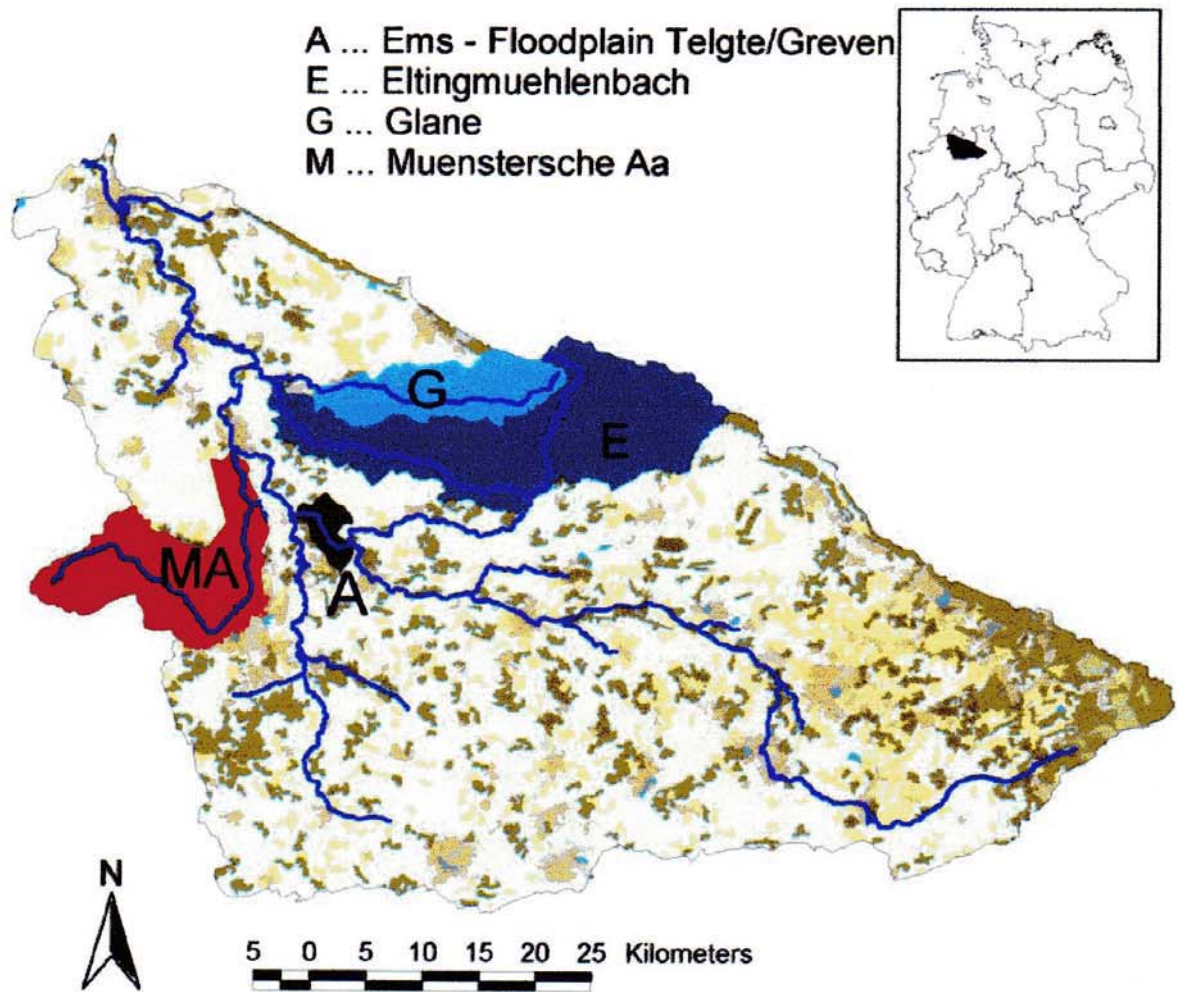 A ... Ems - Floodplain Telgte/Greven
E ... Eltingmuehlenbach
G ... Glane
M ... Muenstersche Aa
G
E
MA
A
N
5 0 5 10 15 20 25 Kilometers